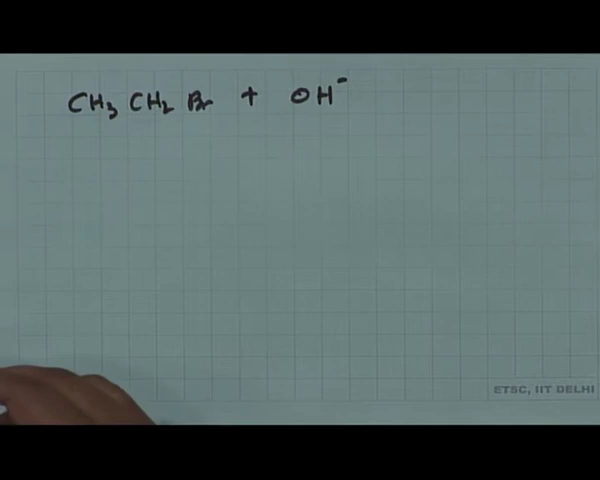 CH₃ CH₂ Br + OH⁻
ETSC, IIT DELHI